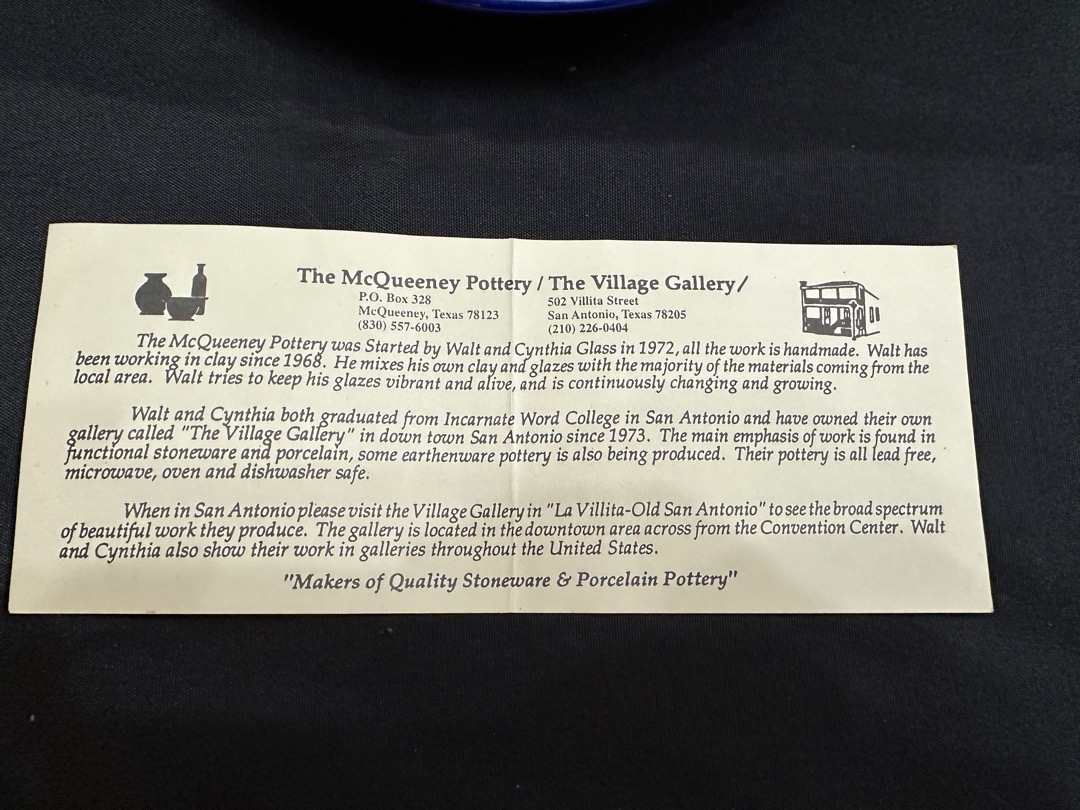 The McQueeney Pottery / The Village Gallery/
P.O. Box 328 502 Villita Street
McQueeney, Texas 78123 San Antonio, Texas 78205
(830) 557-6003 (210) 226-0404
The McQueeney Pottery was Started by Walt and Cynthia Glass in 1972, all the work is handmade. Walt has
been working in clay since 1968. He mixes his own clay and glazes with the majority of the materials coming from the
local area. Walt tries to keep his glazes vibrant and alive, and is continuously changing and growing.
Walt and Cynthia both graduated from Incarnate Word College in San Antonio and have owned their own
gallery called "The Village Gallery" in down town San Antonio since 1973. The main emphasis of work is found in
functional stoneware and porcelain, some earthenware pottery is also being produced. Their pottery is all lead free,
microwave, oven and dishwasher safe.
When in San Antonio please visit the Village Gallery in "La Villita-Old San Antonio" to see the broad spectrum
of beautiful work they produce. The gallery is located in the downtown area across from the Convention Center. Walt
and Cynthia also show their work in galleries throughout the United States.
"Makers of Quality Stoneware & Porcelain Pottery"